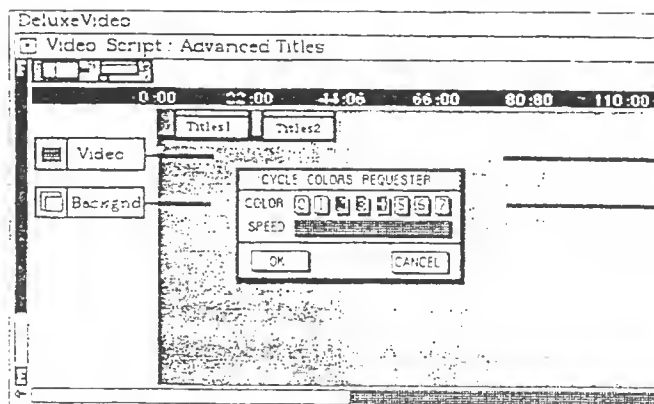 DeluxeVideo
Video Script : Advanced Titles
0:00 22:00 44:06 66:00 80:80 110:00
Titles1 Titles2
Video
CYCLE COLORS REQUESTER
Backgnd
COLOR 0 1 2 3 4 5 6 7
SPEED
OK CANCEL